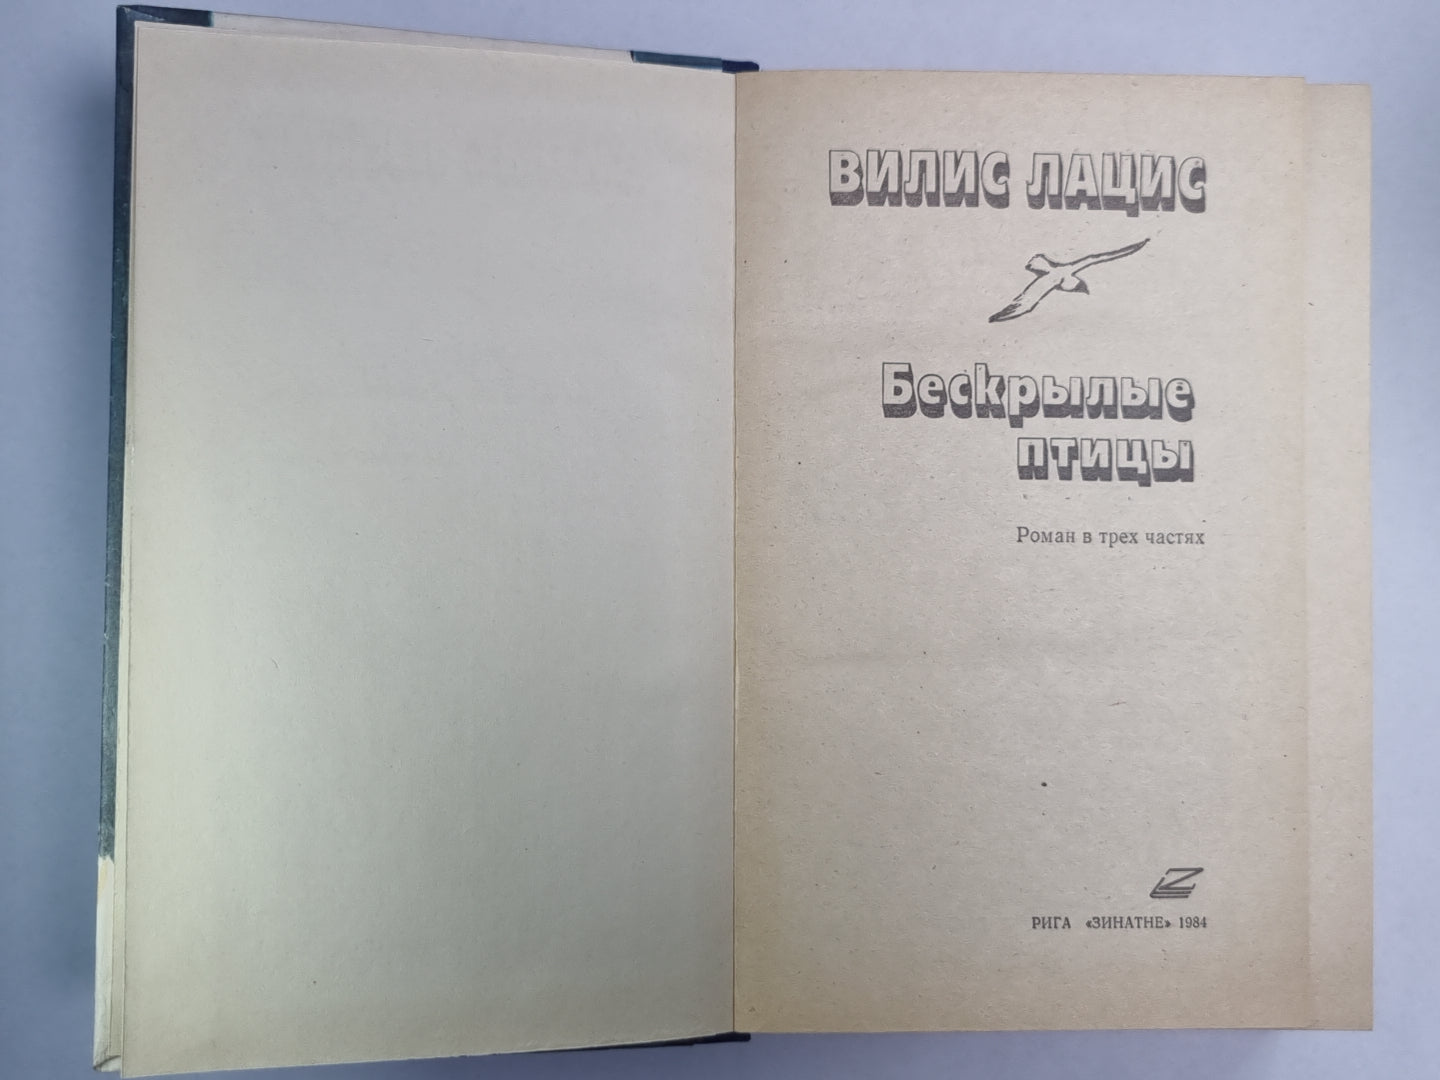 ВИЛИС ЛАЦИС
Бескрылые
птицы
Роман в трех частях
Z
РИГА «ЗИНАТНЕ» 1984